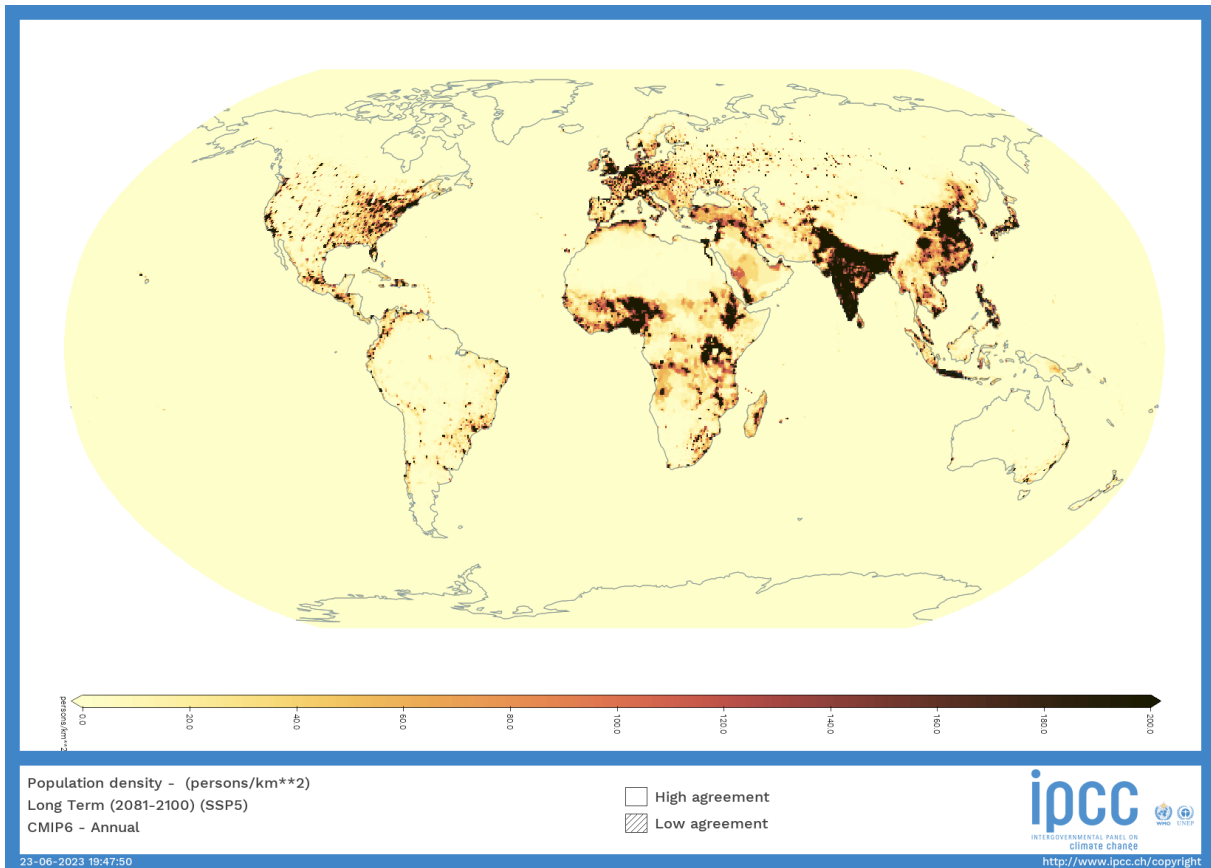 persons/km**2
0.0 20.0 40.0 60.0 80.0 100.0 120.0 140.0 160.0 180.0 200.0
Population density -  (persons/km**2)
Long Term (2081-2100) (SSP5)
CMIP6 - Annual
High agreement
Low agreement
ipcc
INTERGOVERNMENTAL PANEL ON
climate change
WMO UNEP
23-06-2023 19:47:50
http://www.ipcc.ch/copyright